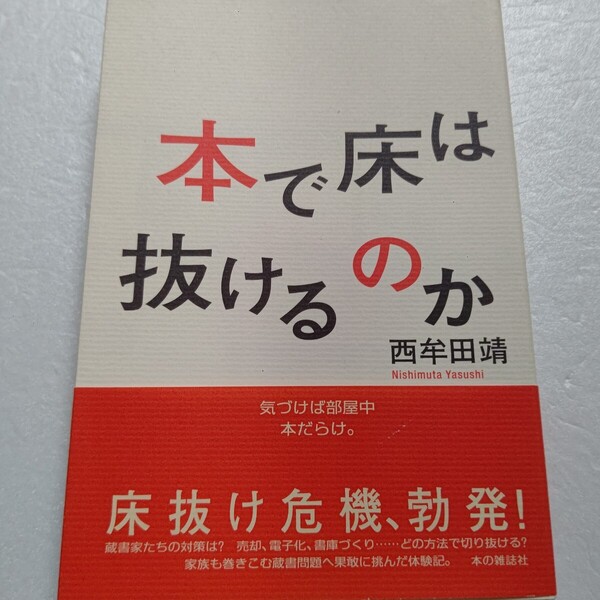 本で床は
抜けるのか
西牟田靖
Nishimuta Yasushi
気づけば部屋中
本だらけ。
床抜け危機、勃発!
蔵書家たちの対策は? 売却、電子化、書庫づくり……どの方法で切り抜ける?
家族も巻きこむ蔵書問題へ果敢に挑んだ体験記。 本の雑誌社